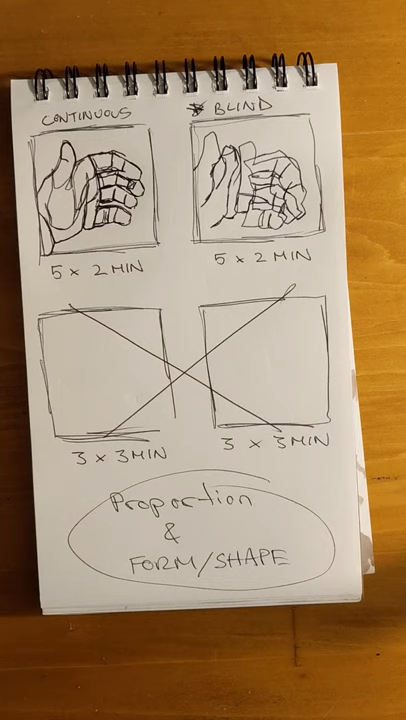 CONTINUOUS
BLIND
5 x 2 MIN
5 x 2 MIN
3 x 3 MIN
3 x 3 MIN
Proportion
&
FORM/SHAPE